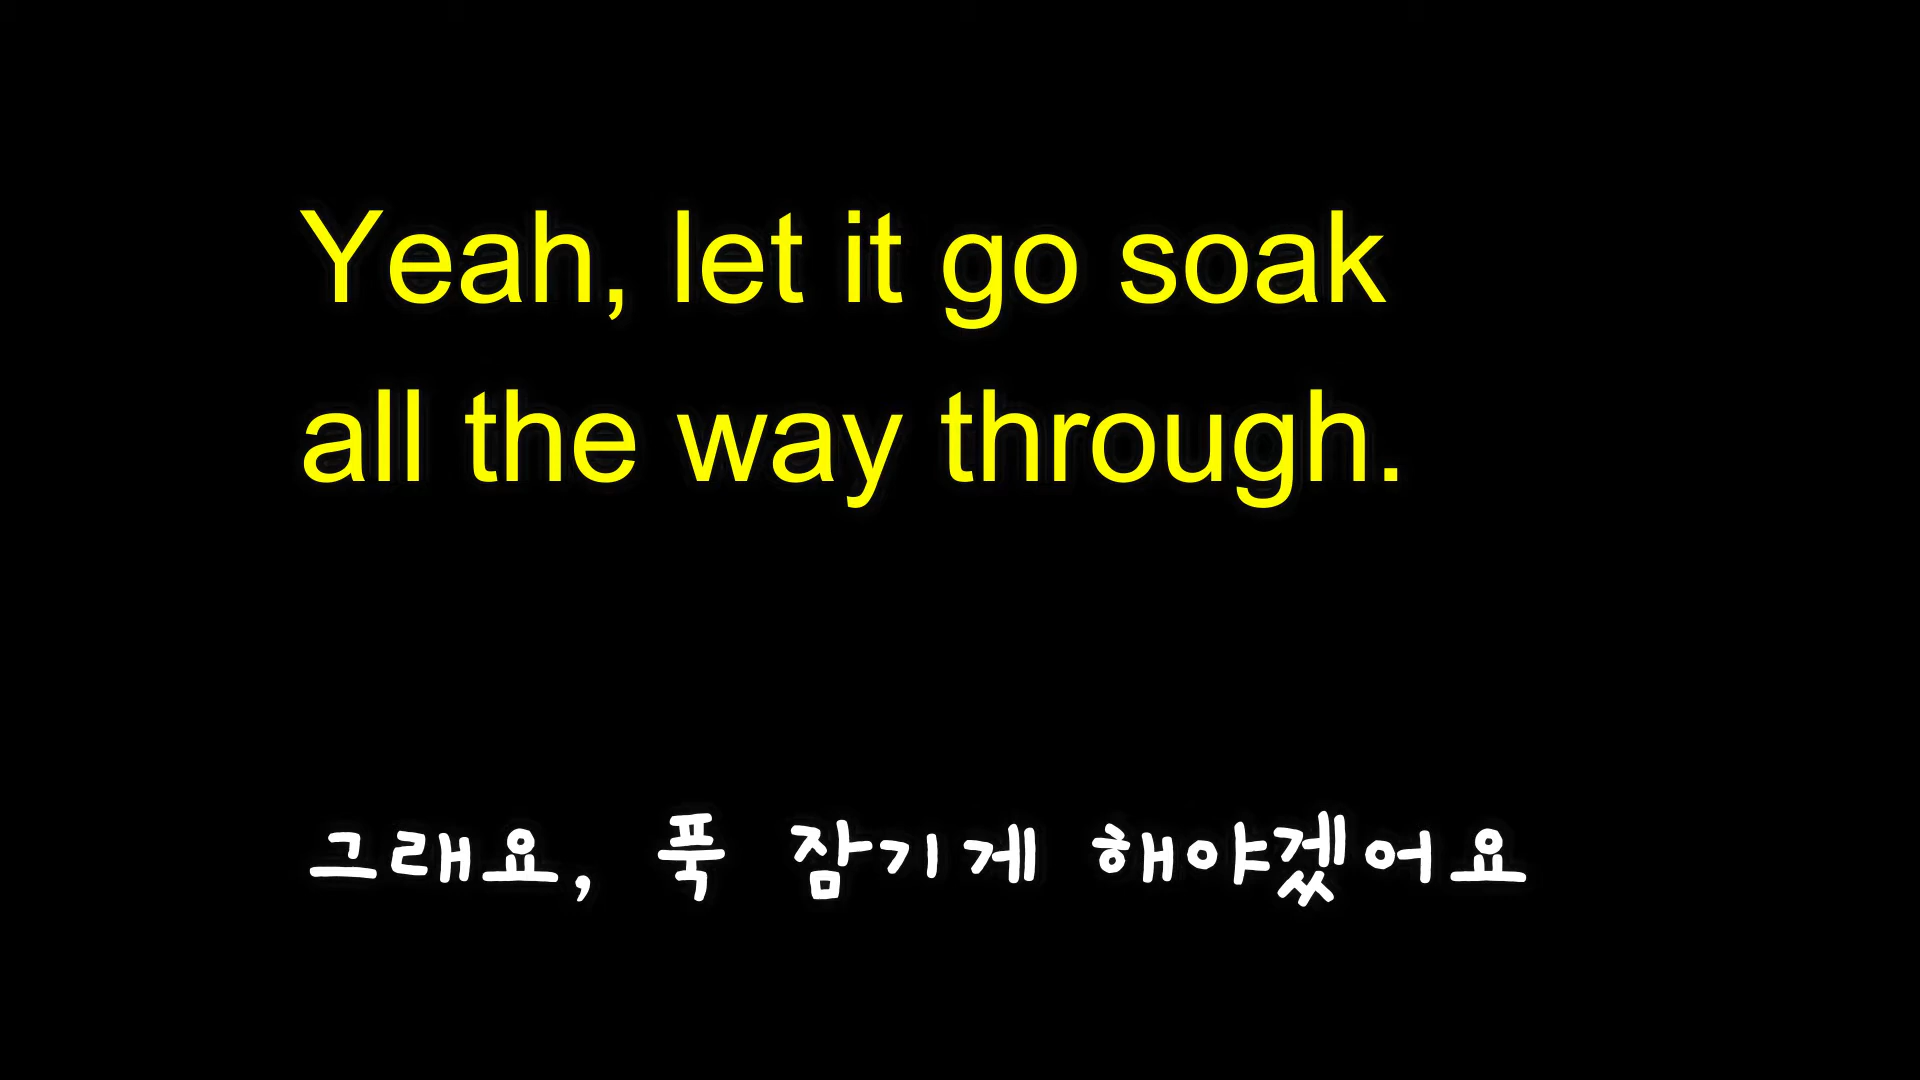 Yeah, let it go soak
all the way through.
그래요, 푹 잠기게 해야겠어요